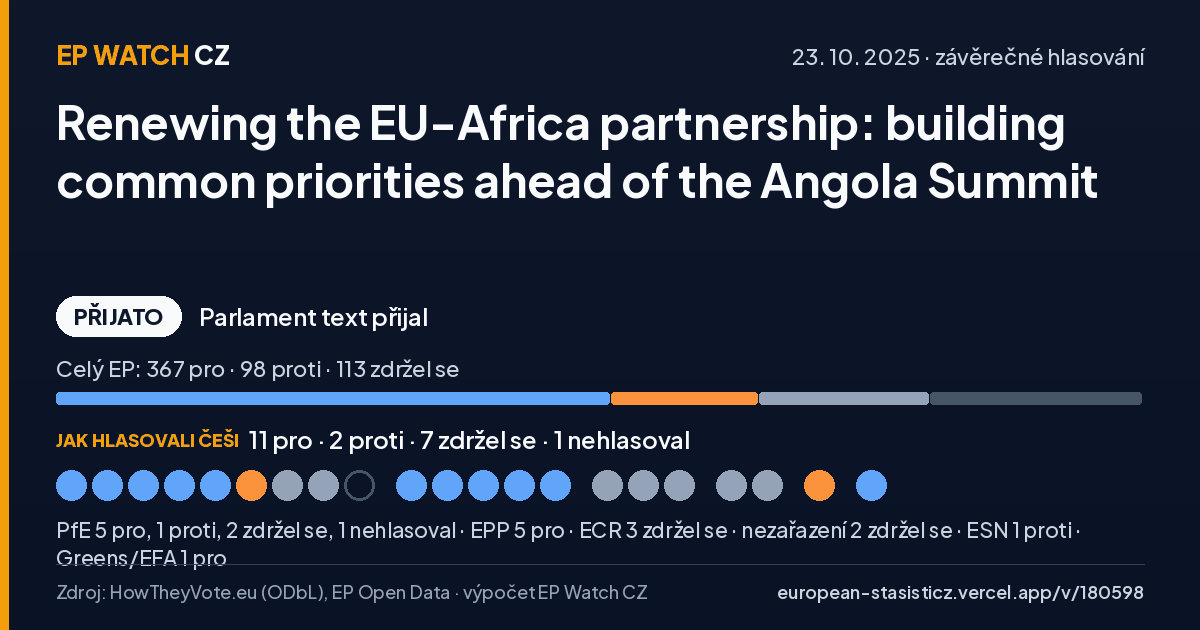 EP WATCH CZ
23. 10. 2025 · závěrečné hlasování
Renewing the EU–Africa partnership: building
common priorities ahead of the Angola Summit
PŘIJATO
Parlament text přijal
Celý EP: 367 pro · 98 proti · 113 zdržel se
JAK HLASOVALI ČEŠI 11 pro · 2 proti · 7 zdržel se · 1 nehlasoval
PfE 5 pro, 1 proti, 2 zdržel se, 1 nehlasoval · EPP 5 pro · ECR 3 zdržel se · nezařazení 2 zdržel se · ESN 1 proti ·
Greens/EFA 1 pro
Zdroj: HowTheyVote.eu (ODbL), EP Open Data · výpočet EP Watch CZ
european-stasisticz.vercel.app/v/180598